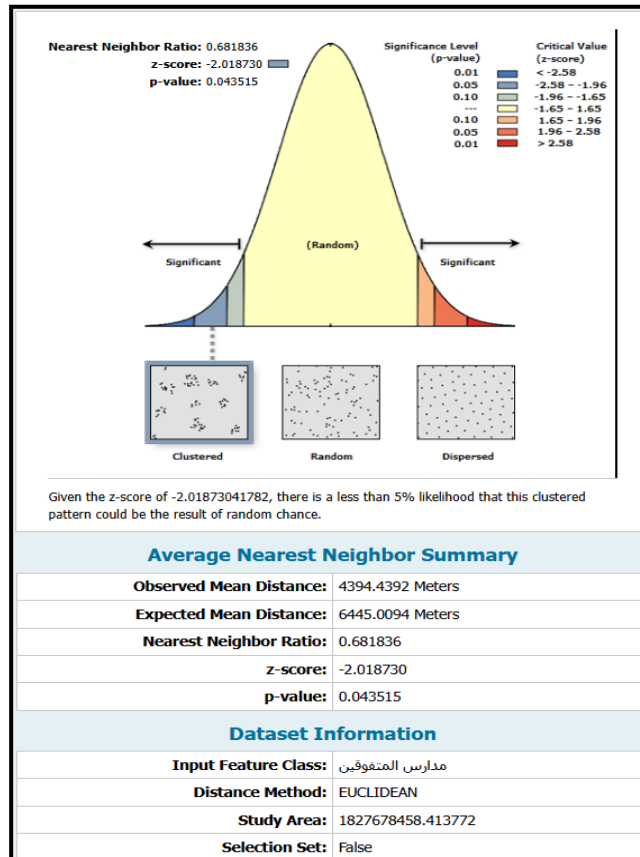 Nearest Neighbor Ratio: 0.681836
z-score: -2.018730
p-value: 0.043515
Significance Level (p-value) Critical Value (z-score)
0.01 < -2.58
0.05 -2.58 – -1.96
0.10 -1.96 – -1.65
--- -1.65 – 1.65
0.10 1.65 – 1.96
0.05 1.96 – 2.58
0.01 > 2.58
Significant
(Random)
Significant
Clustered
Random
Dispersed
Given the z-score of -2.01873041782, there is a less than 5% likelihood that this clustered
pattern could be the result of random chance.
Average Nearest Neighbor Summary
Observed Mean Distance: 4394.4392 Meters
Expected Mean Distance: 6445.0094 Meters
Nearest Neighbor Ratio: 0.681836
z-score: -2.018730
p-value: 0.043515
Dataset Information
Input Feature Class: مدارس المتفوقين
Distance Method: EUCLIDEAN
Study Area: 1827678458.413772
Selection Set: False